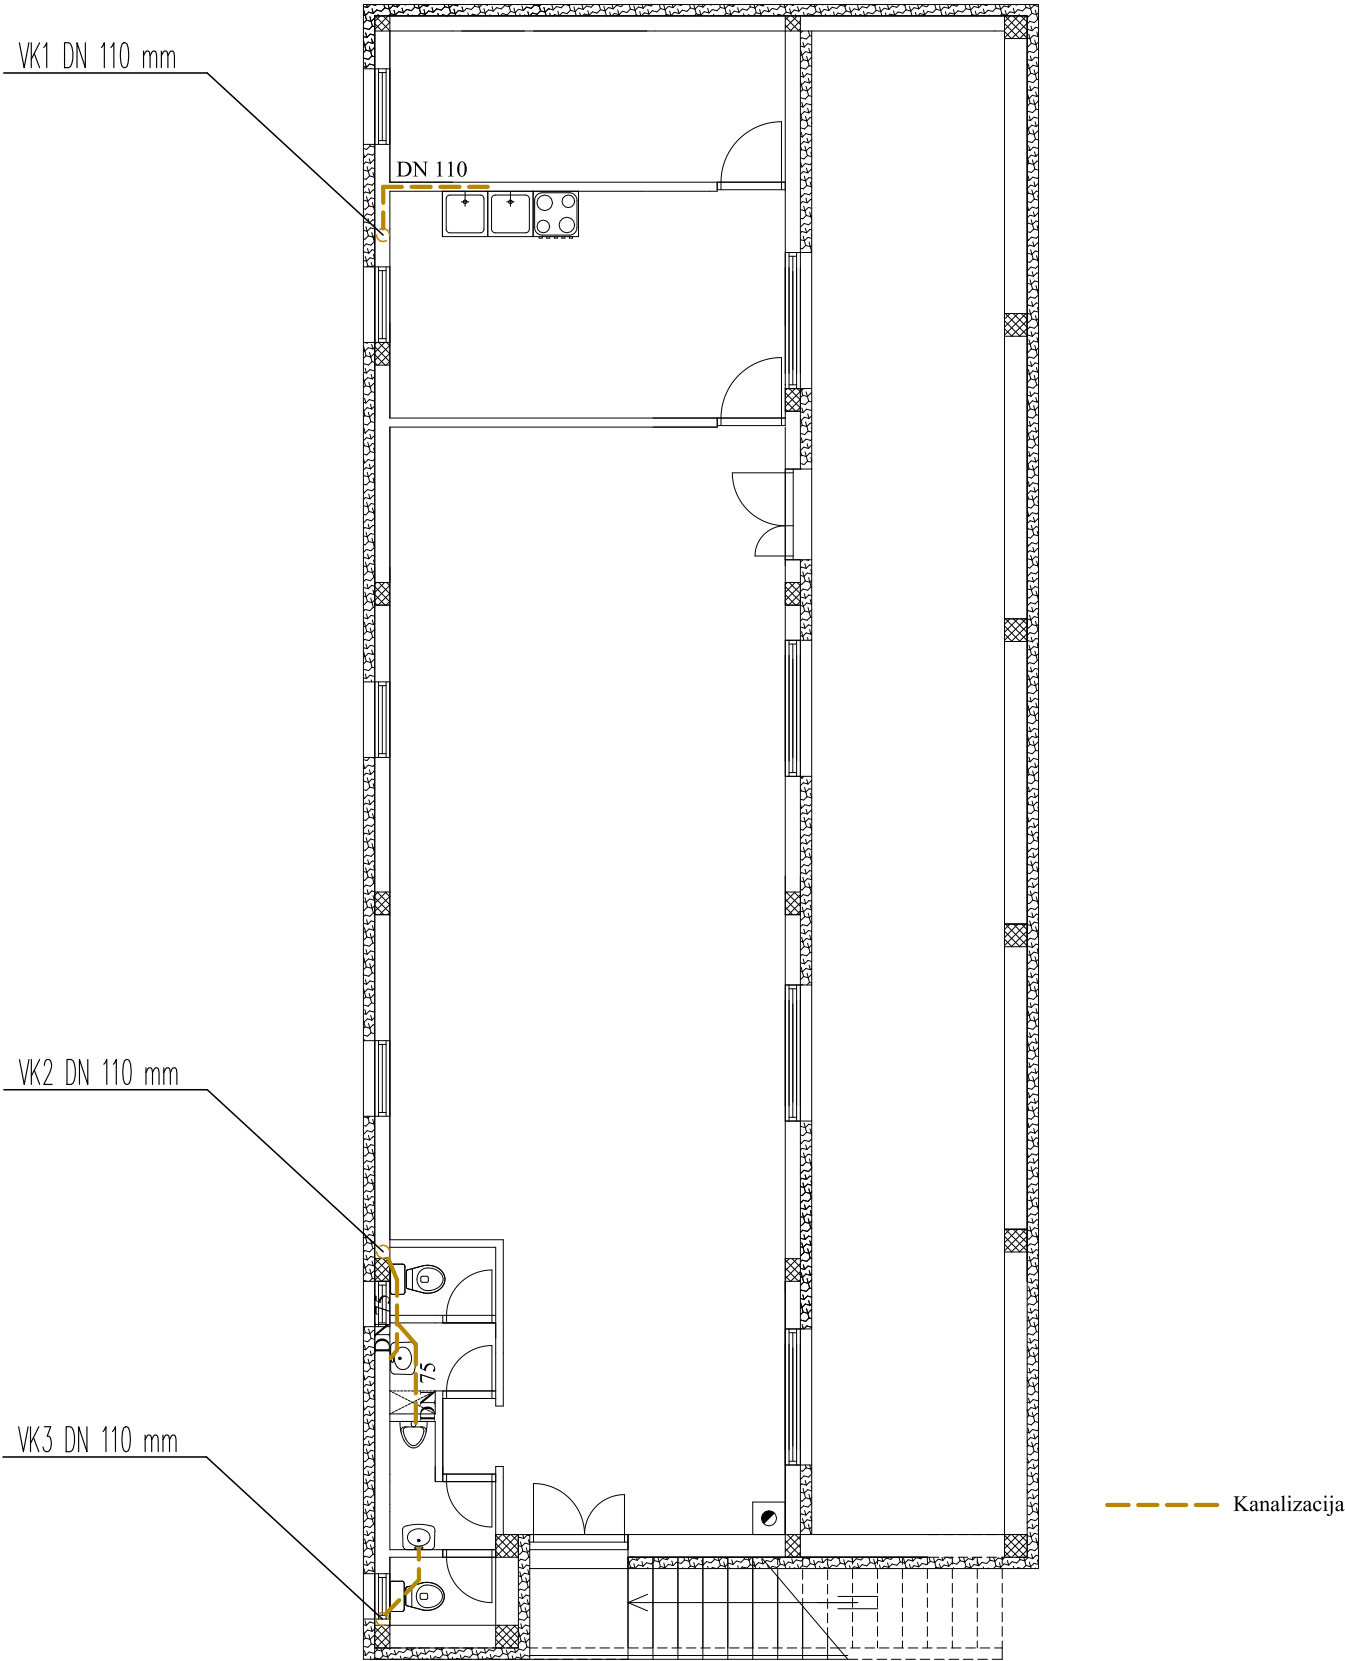 VK1 DN 110 mm
DN 110
VK2 DN 110 mm
DN 75
DN 75
VK3 DN 110 mm
Kanalizacija